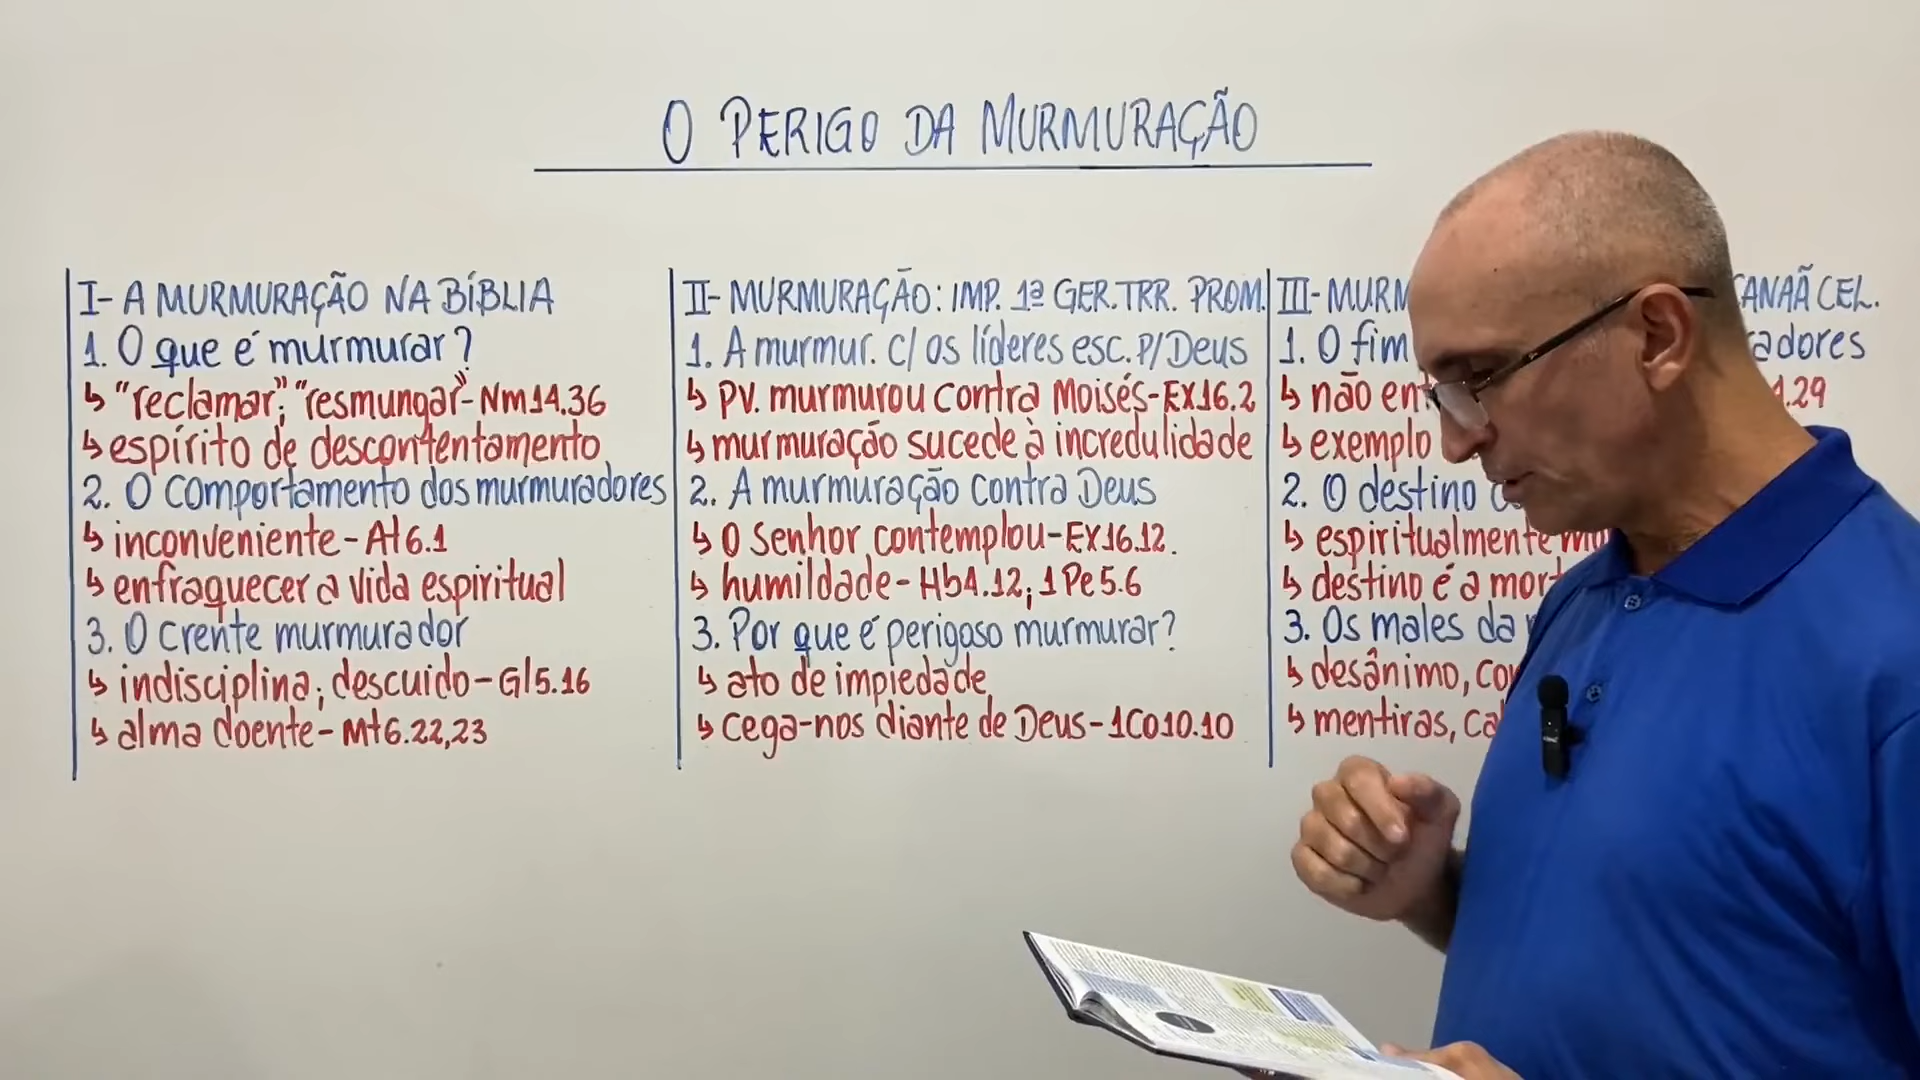 O PERIGO DA MURMURAÇÃO
I- A MURMURAÇÃO NA BÍBLIA
1. O que é murmurar?
↳ "reclamar"; "resmungar"- Nm14.36
↳ espírito de descontentamento
2. O comportamento dos murmuradores
↳ inconveniente - At6.1
↳ enfraquecer a vida espiritual
3. O crente murmurador
↳ indisciplina; descuido - Gl5.16
↳ alma doente - Mt6.22,23
II- MURMURAÇÃO: IMP. 1ª GER. TRR. PROM.
1. A murmur. c/ os líderes esc. p/ Deus
↳ pv. murmurou contra Moisés-Ex16.2
↳ murmuração sucede à incredulidade
2. A murmuração contra Deus
↳ o Senhor contemplou-Ex16.12.
↳ humildade - Hb4.12; 1Pe5.6
3. Por que é perigoso murmurar?
↳ ato de impiedade
↳ cega-nos diante de Deus - 1Co10.10
III- MURM CANAÃ CEL.
1. O fim adores
↳ não ent .29
↳ exemplo
2. O destino
↳ espiritualmente
↳ destino é a mort
3. Os males da
↳ desânimo,
↳ mentiras,